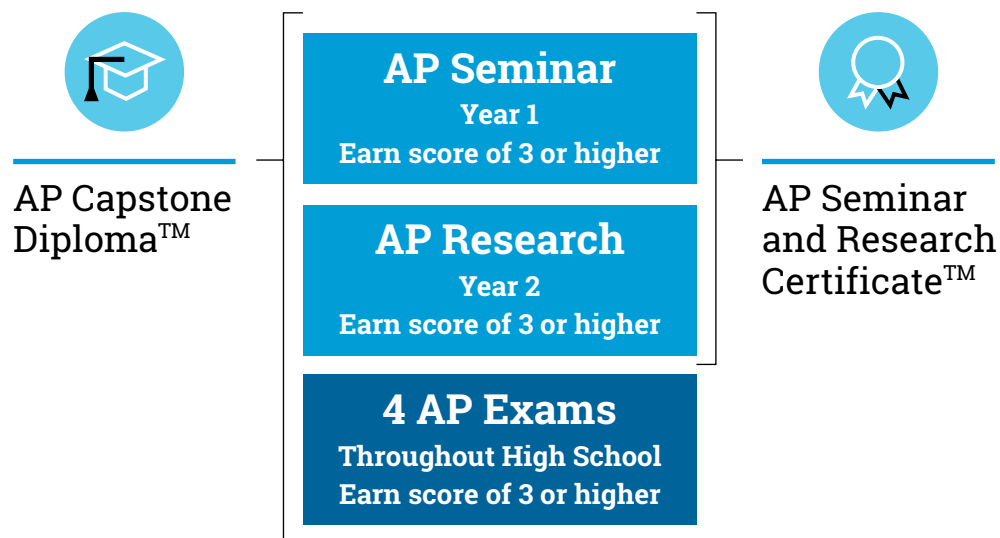 AP Capstone
Diploma™
AP Seminar
Year 1
Earn score of 3 or higher
AP Research
Year 2
Earn score of 3 or higher
4 AP Exams
Throughout High School
Earn score of 3 or higher
AP Seminar
and Research
Certificate™